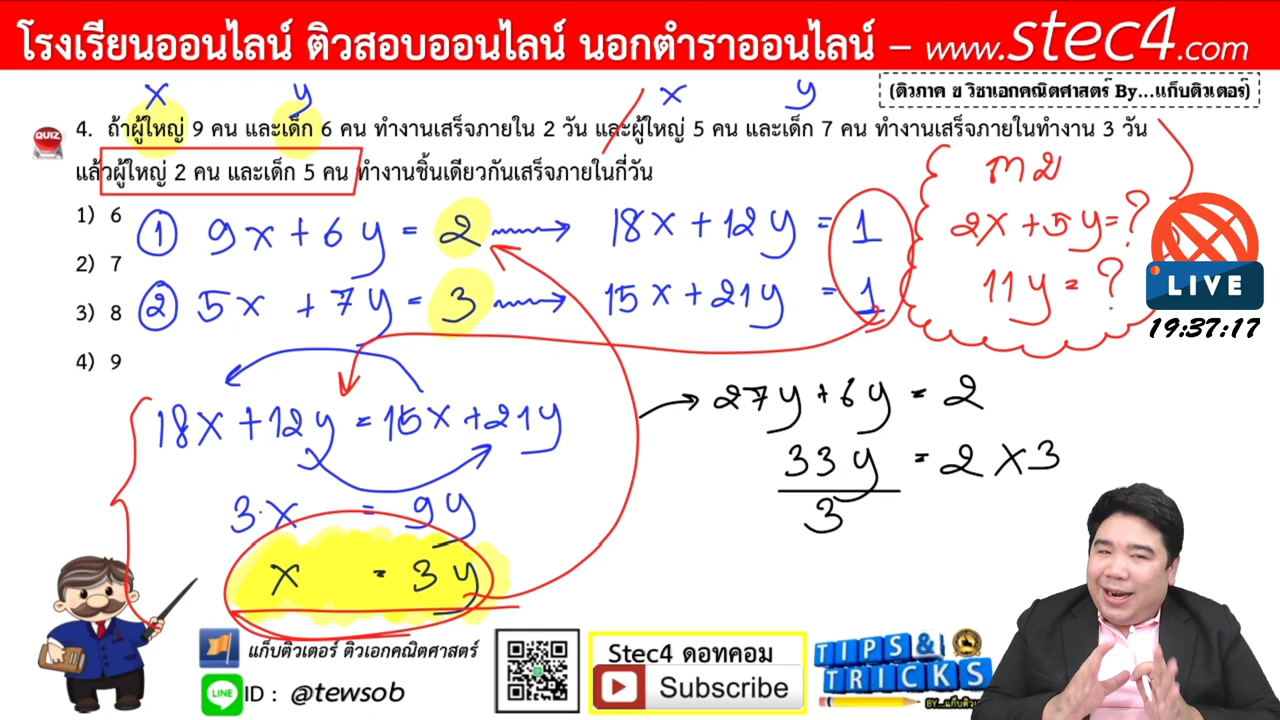 โรงเรียนออนไลน์ ติวสอบออนไลน์ นอกตำราออนไลน์ – www.stec4.com
(ติวภาค ข วิชาเอกคณิตศาสตร์ By...แก็บติวเตอร์)
x y x y
QUIZ
4. ถ้าผู้ใหญ่ 9 คน และเด็ก 6 คน ทำงานเสร็จภายใน 2 วัน และผู้ใหญ่ 5 คน และเด็ก 7 คน ทำงานเสร็จภายในทำงาน 3 วัน
แล้วผู้ใหญ่ 2 คน และเด็ก 5 คน ทำงานชิ้นเดียวกันเสร็จภายในกี่วัน
1) 6
2) 7
3) 8
4) 9
① 9x + 6y = 2 → 18x + 12y = 1
② 5x + 7y = 3 → 15x + 21y = 1
หาข
2x + 5y = ?
11y = ?
LIVE
19:37:17
18x + 12y = 15x + 21y
3x = 9y
x = 3y
→ 27y + 6y = 2
33y = 2 x 3
3
แก็บติวเตอร์ ติวเอกคณิตศาสตร์
LINE ID : @tewsob
Stec4 ดอทคอม
Subscribe
TIPS &
TRICKS